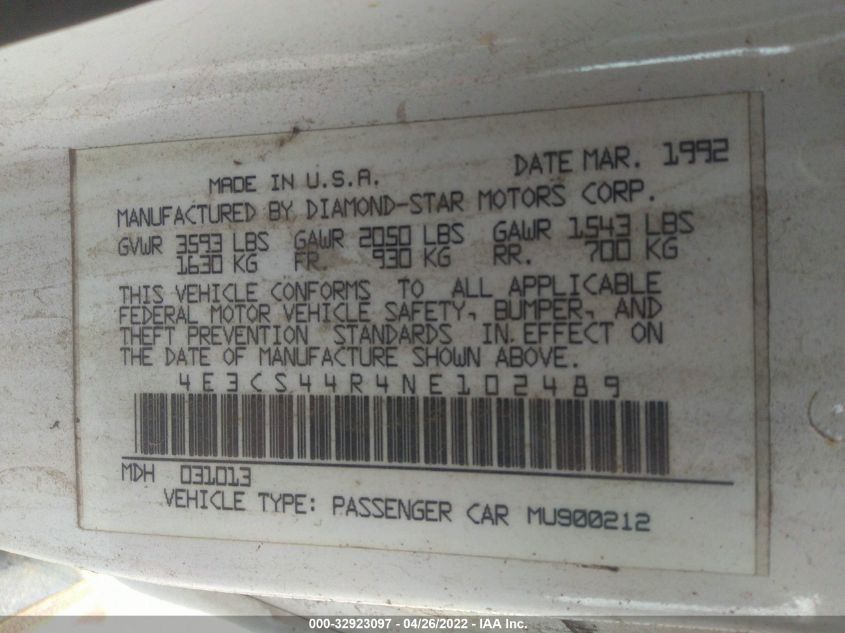 MADE IN U.S.A. DATE MAR. 1992
MANUFACTURED BY DIAMOND-STAR MOTORS CORP.
GVWR 3593 LBS GAWR 2050 LBS GAWR 1543 LBS
1630 KG FR. 930 KG RR. 700 KG
THIS VEHICLE CONFORMS TO ALL APPLICABLE
FEDERAL MOTOR VEHICLE SAFETY, BUMPER, AND
THEFT PREVENTION STANDARDS IN EFFECT ON
THE DATE OF MANUFACTURE SHOWN ABOVE.
4E3CS44R4NE102489
MDH 031013
VEHICLE TYPE: PASSENGER CAR MU900212
000-32923097 - 04/26/2022 - IAA Inc.